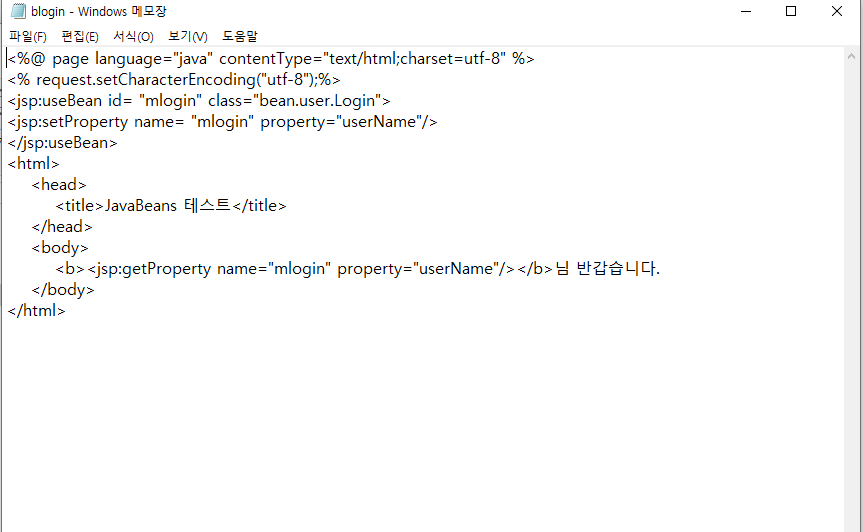 blogin - Windows 메모장
파일(F) 편집(E) 서식(O) 보기(V) 도움말
<%@ page language="java" contentType="text/html;charset=utf-8" %>
<% request.setCharacterEncoding("utf-8");%>
<jsp:useBean id= "mlogin" class="bean.user.Login">
<jsp:setProperty name= "mlogin" property="userName"/>
</jsp:useBean>
<html>
<head>
<title>JavaBeans 테스트</title>
</head>
<body>
<b><jsp:getProperty name="mlogin" property="userName"/></b>님 반갑습니다.
</body>
</html>